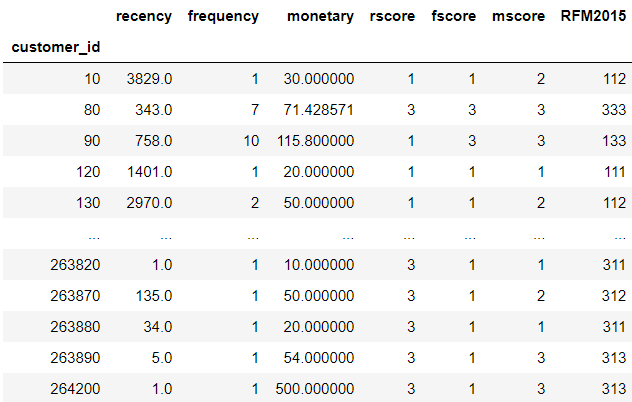 recency frequency monetary rscore fscore mscore RFM2015
customer_id
10 3829.0 1 30.000000 1 1 2 112
80 343.0 7 71.428571 3 3 3 333
90 758.0 10 115.800000 1 3 3 133
120 1401.0 1 20.000000 1 1 1 111
130 2970.0 2 50.000000 1 1 2 112
... ... ... ... ... ... ... ...
263820 1.0 1 10.000000 3 1 1 311
263870 135.0 1 50.000000 3 1 2 312
263880 34.0 1 20.000000 3 1 1 311
263890 5.0 1 54.000000 3 1 3 313
264200 1.0 1 500.000000 3 1 3 313